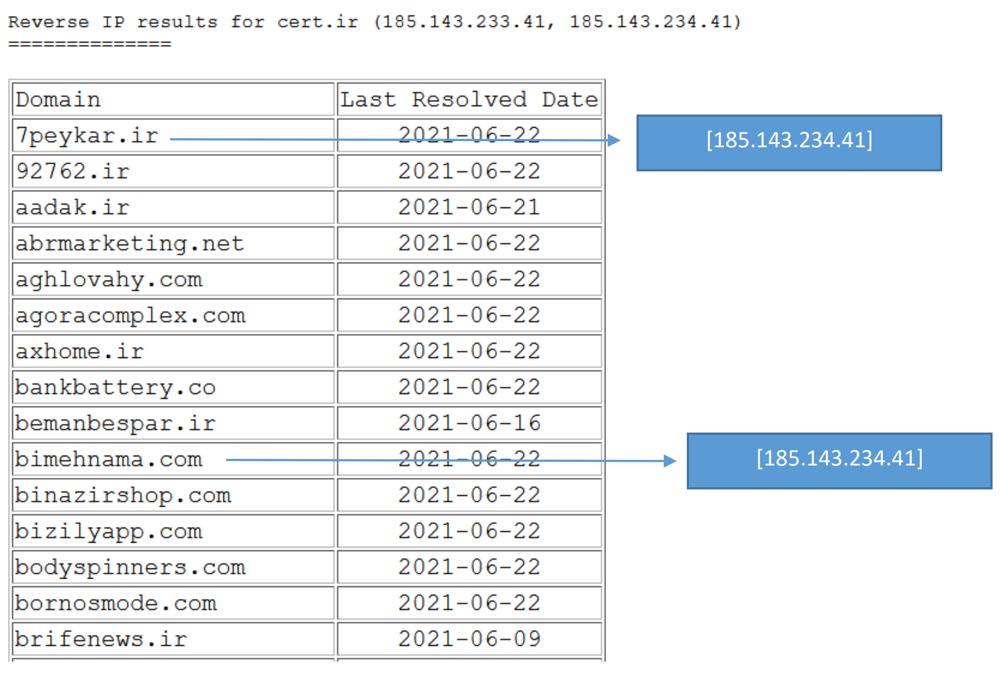 Reverse IP results for cert.ir (185.143.233.41, 185.143.234.41)
==============
Domain Last Resolved Date
7peykar.ir 2021-06-22 [185.143.234.41]
92762.ir 2021-06-22
aadak.ir 2021-06-21
abrmarketing.net 2021-06-22
aghlovahy.com 2021-06-22
agoracomplex.com 2021-06-22
axhome.ir 2021-06-22
bankbattery.co 2021-06-22
bemanbespar.ir 2021-06-16
bimehnama.com 2021-06-22 [185.143.234.41]
binazirshop.com 2021-06-22
bizilyapp.com 2021-06-22
bodyspinners.com 2021-06-22
bornosmode.com 2021-06-22
brifenews.ir 2021-06-09